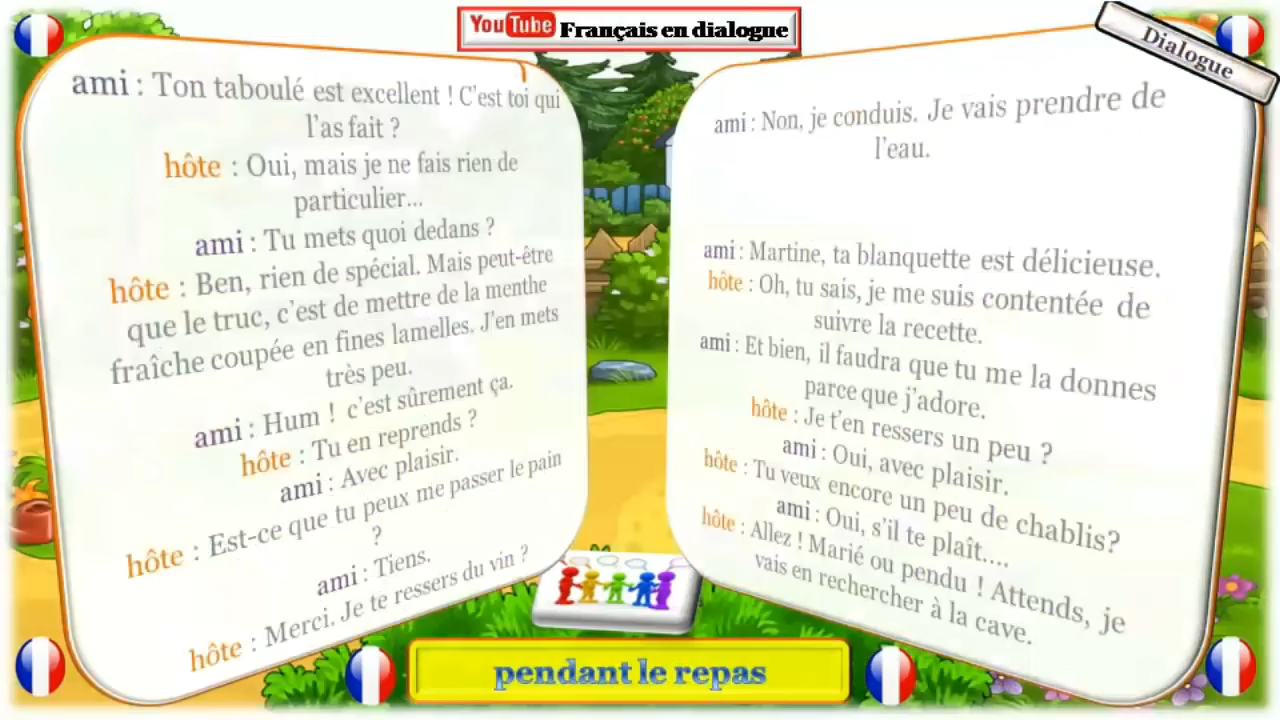 YouTube Français en dialogue
Dialogue
ami : Ton taboulé est excellent ! C'est toi qui
l'as fait ?
hôte : Oui, mais je ne fais rien de
particulier...
ami : Tu mets quoi dedans ?
hôte : Ben, rien de spécial. Mais peut-être
que le truc, c'est de mettre de la menthe
fraîche coupée en fines lamelles. J'en mets
très peu.
ami : Hum ! c'est sûrement ça.
hôte : Tu en reprends ?
ami : Avec plaisir.
hôte : Est-ce que tu peux me passer le pain
?
ami : Tiens.
hôte : Merci. Je te ressers du vin ?
ami : Non, je conduis. Je vais prendre de
l'eau.
ami : Martine, ta blanquette est délicieuse.
hôte : Oh, tu sais, je me suis contentée de
suivre la recette.
ami : Et bien, il faudra que tu me la donnes
parce que j'adore.
hôte : Je t'en ressers un peu ?
ami : Oui, avec plaisir.
hôte : Tu veux encore un peu de chablis?
ami : Oui, s'il te plaît....
hôte : Allez ! Marié ou pendu ! Attends, je
vais en rechercher à la cave.
pendant le repas